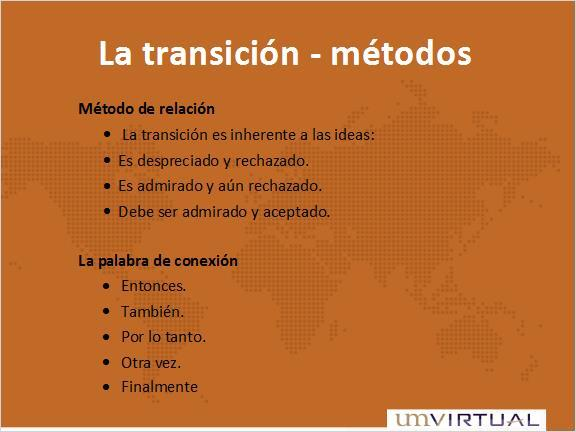 La transición - métodos
Método de relación
• La transición es inherente a las ideas:
• Es despreciado y rechazado.
• Es admirado y aún rechazado.
• Debe ser admirado y aceptado.
La palabra de conexión
• Entonces.
• También.
• Por lo tanto.
• Otra vez.
• Finalmente
umVIRTUAL